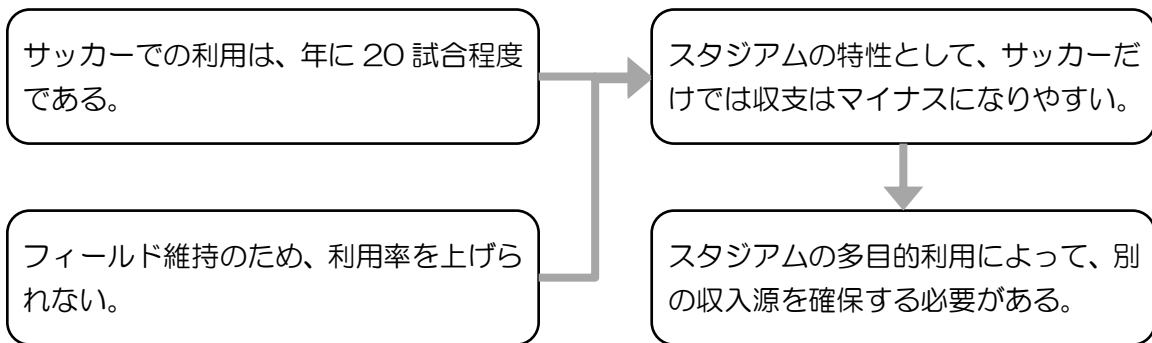 サッカーでの利用は、年に 20 試合程度
である。
フィールド維持のため、利用率を上げら
れない。
スタジアムの特性として、サッカーだ
けでは収支はマイナスになりやすい。
スタジアムの多目的利用によって、別
の収入源を確保する必要がある。